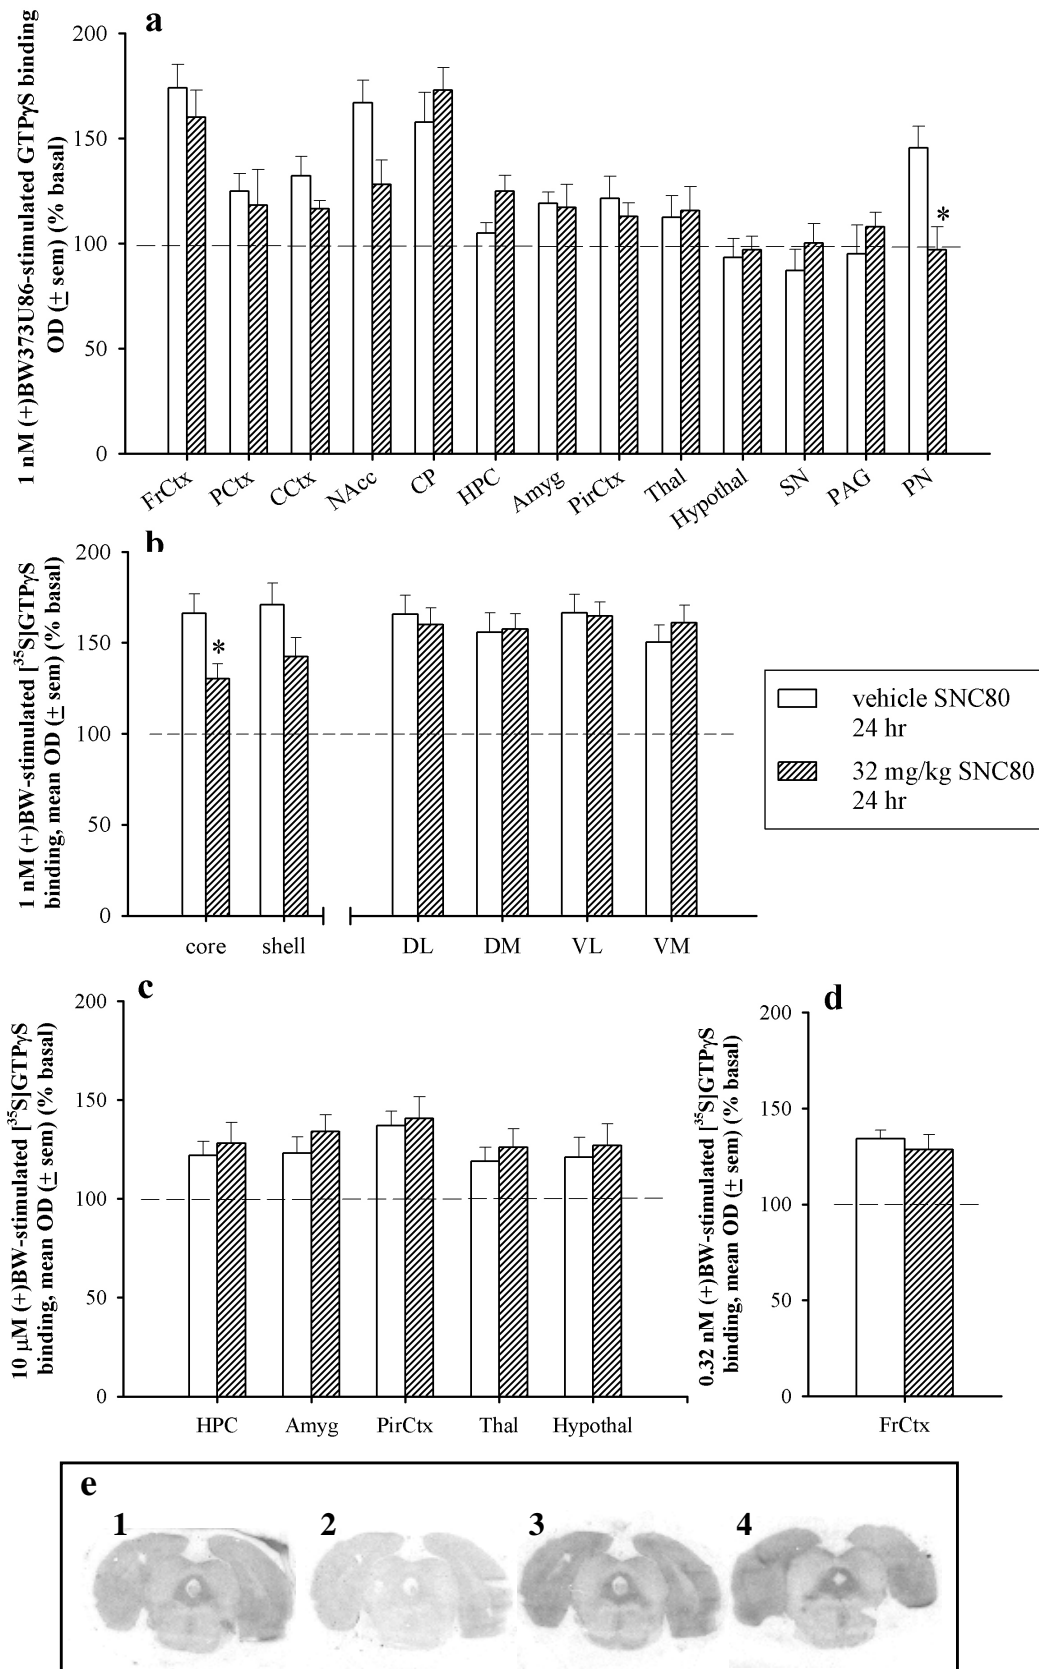 a
1 nM (+)BW373U86-stimulated GTPγS binding
OD (± sem) (% basal)
200
150
100
50
0
*
FrCtx
PCtx
CCtx
NAcc
CP
HPC
Amyg
PirCtx
Thal
Hypothal
SN
PAG
PN
b
1 nM (+)BW-stimulated [³⁵S]GTPγS
binding, mean OD (± sem) (% basal)
200
150
100
50
0
*
core
shell
DL
DM
VL
VM
vehicle SNC80
24 hr
32 mg/kg SNC80
24 hr
c
10 µM (+)BW-stimulated [³⁵S]GTPγS
binding, mean OD (± sem) (% basal)
200
150
100
50
0
HPC
Amyg
PirCtx
Thal
Hypothal
d
0.32 nM (+)BW-stimulated [³⁵S]GTPγS
binding, mean OD (± sem) (% basal)
200
150
100
50
0
FrCtx
e
1
2
3
4